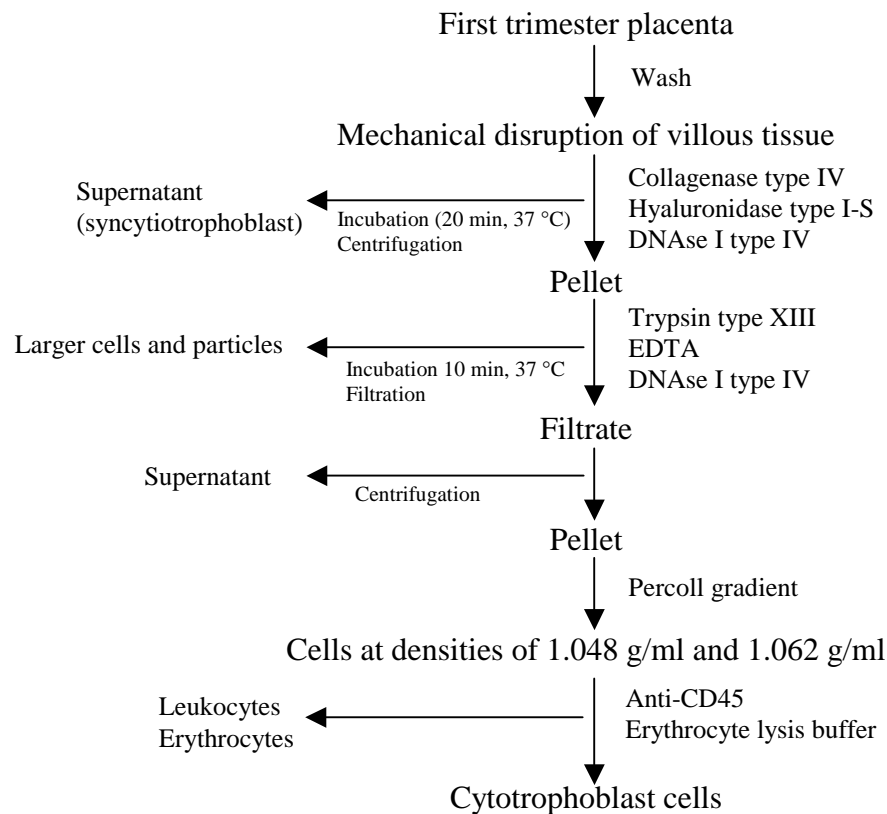 First trimester placenta
Wash
Mechanical disruption of villous tissue
Collagenase type IV
Hyaluronidase type I-S
DNAse I type IV
Supernatant
(syncytiotrophoblast)
Incubation (20 min, 37 °C)
Centrifugation
Pellet
Trypsin type XIII
EDTA
DNAse I type IV
Larger cells and particles
Incubation 10 min, 37 °C
Filtration
Filtrate
Supernatant
Centrifugation
Pellet
Percoll gradient
Cells at densities of 1.048 g/ml and 1.062 g/ml
Anti-CD45
Erythrocyte lysis buffer
Leukocytes
Erythrocytes
Cytotrophoblast cells